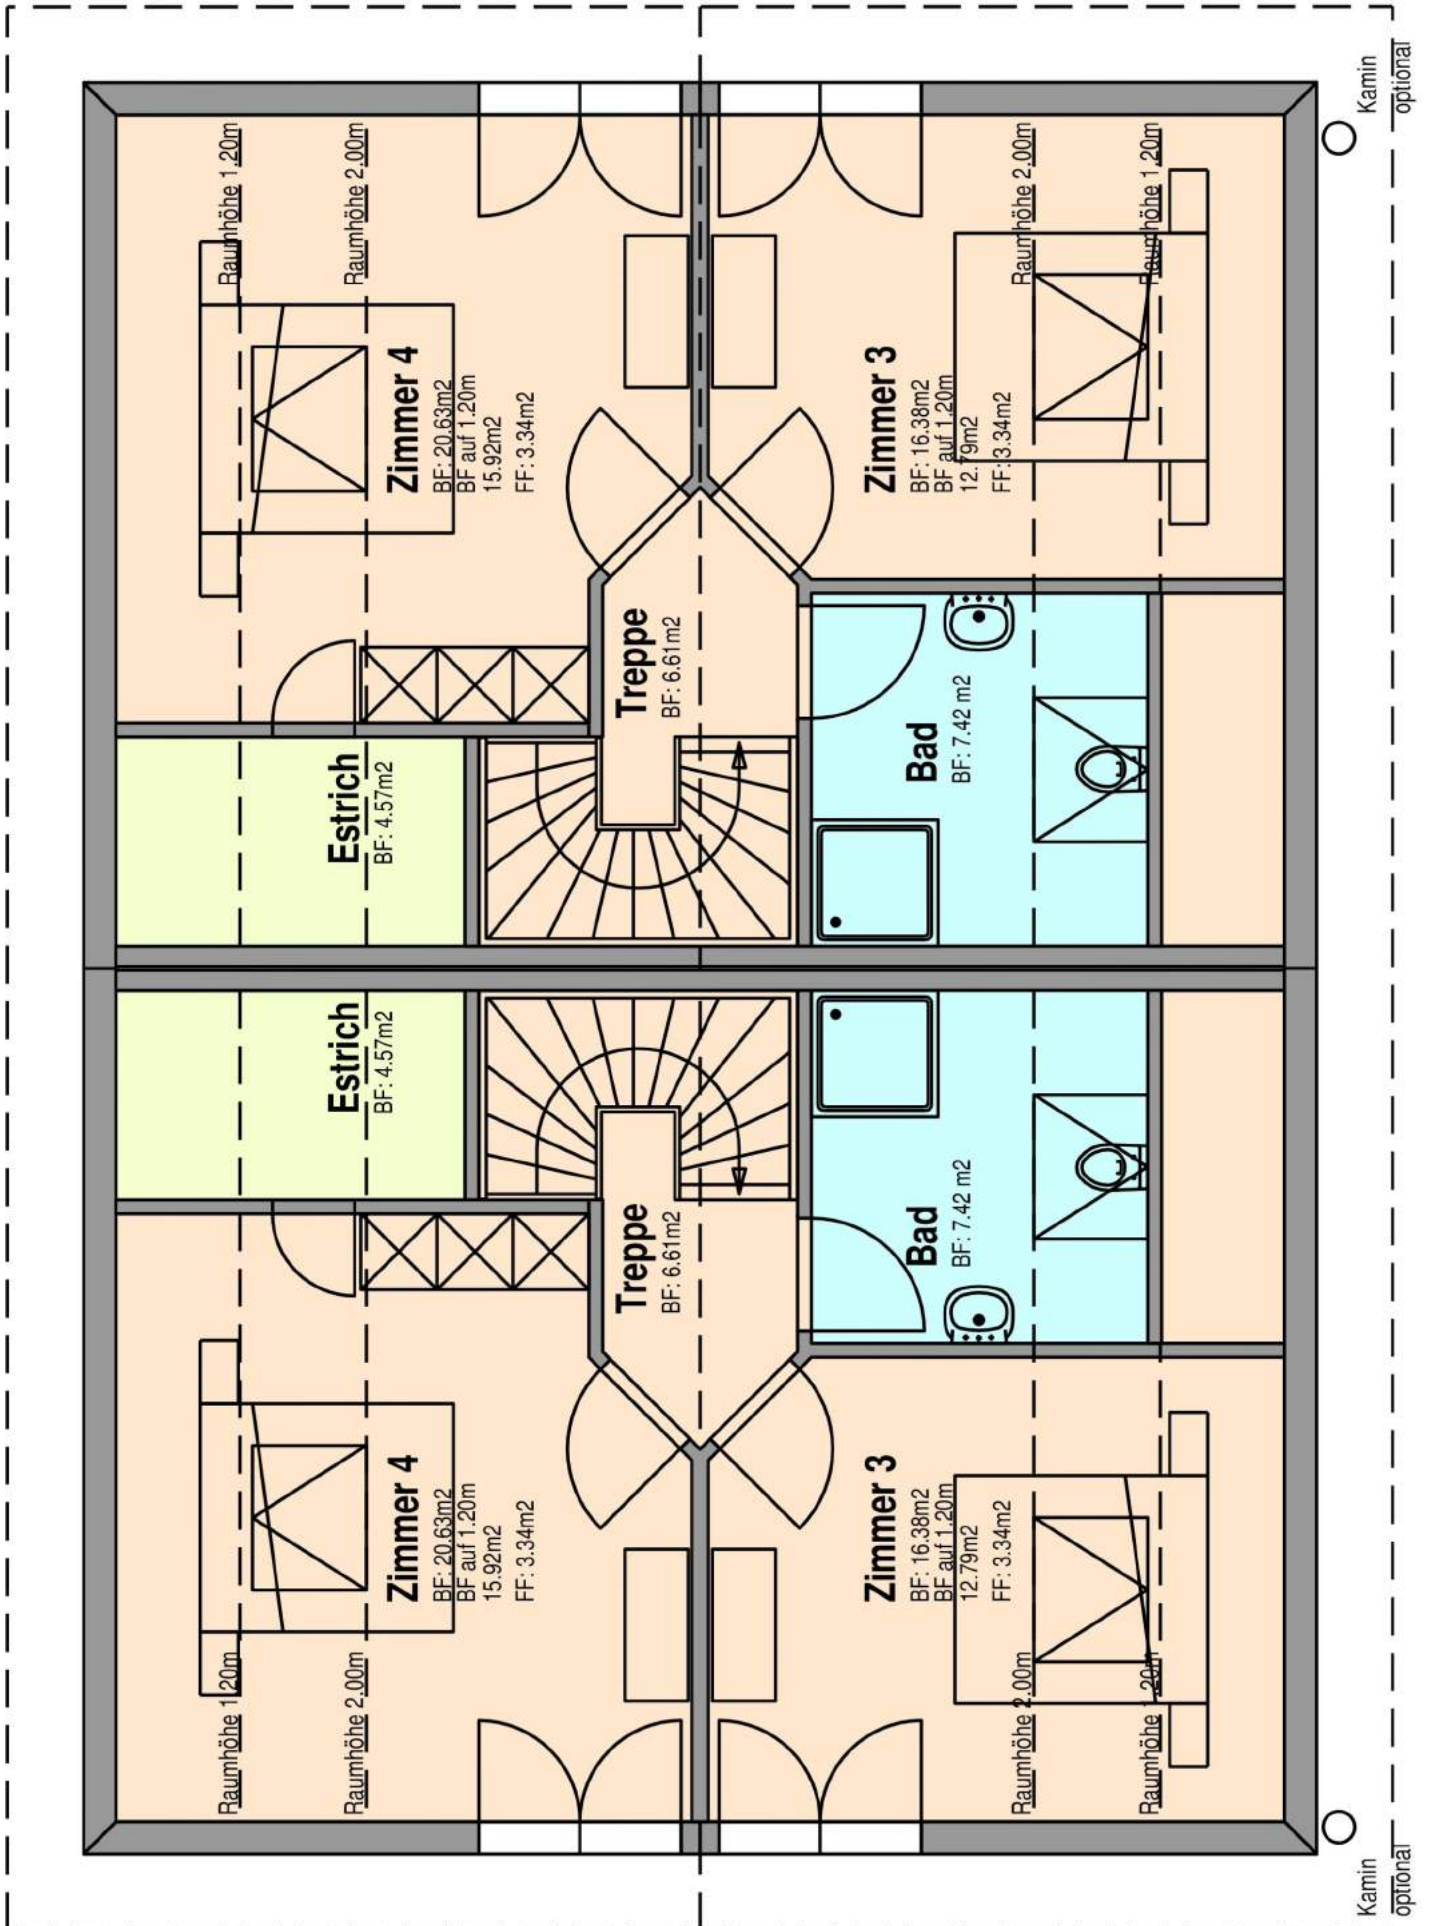 Kamin
optional
Raumhöhe 1.20m
Raumhöhe 2.00m
Zimmer 4
BF: 20.63m2
BF auf 1.20m
15.92m2
FF: 3.34m2
Raumhöhe 2.00m
Raumhöhe 1.20m
Zimmer 3
BF: 16.38m2
BF auf 1.20m
12.79m2
FF: 3.34m2
Treppe
BF: 6.61m2
Estrich
BF: 4.57m2
Bad
BF: 7.42 m2
Estrich
BF: 4.57m2
Treppe
BF: 6.61m2
Bad
BF: 7.42 m2
Zimmer 4
BF: 20.63m2
BF auf 1.20m
15.92m2
FF: 3.34m2
Zimmer 3
BF: 16.38m2
BF auf 1.20m
12.79m2
FF: 3.34m2
Raumhöhe 1.20m
Raumhöhe 2.00m
Raumhöhe 2.00m
Raumhöhe 1.20m
Kamin
optional